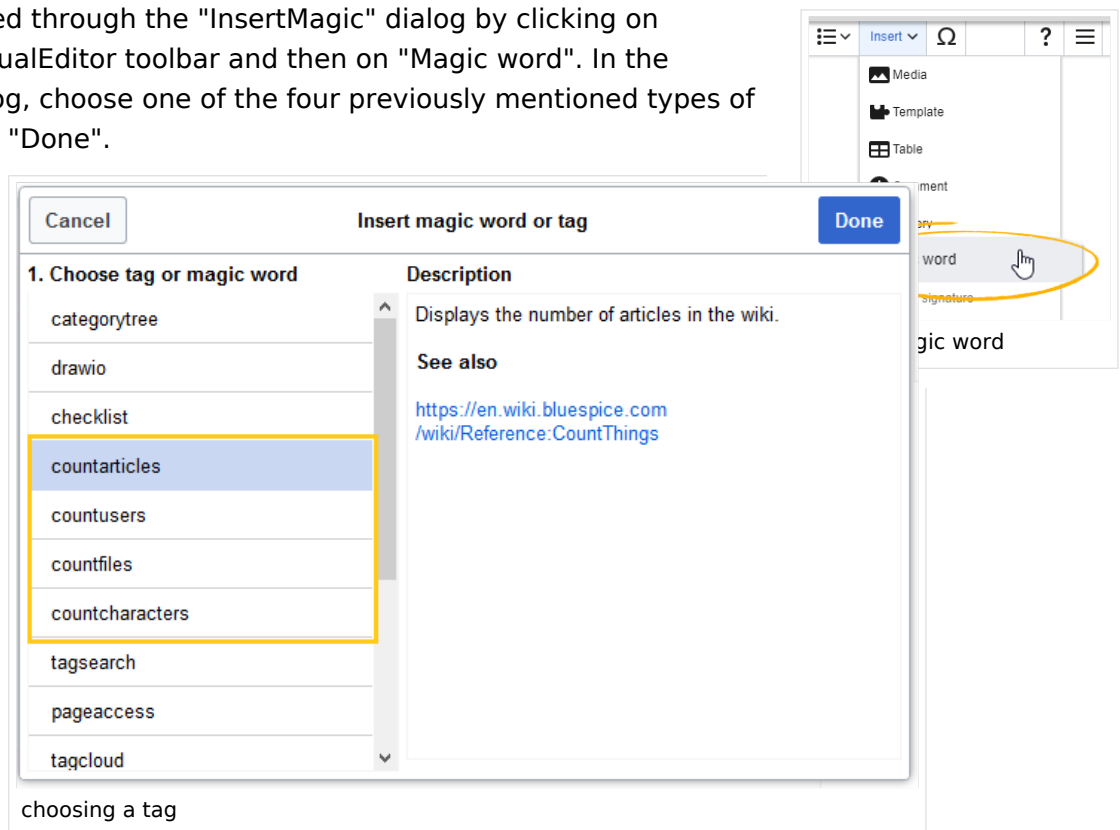 ed through the "InsertMagic" dialog by clicking on
ualEditor toolbar and then on "Magic word". In the
og, choose one of the four previously mentioned types of
"Done".
Insert Ω ?
Media
Template
Table
ment
ery
word
signature
gic word
Cancel Insert magic word or tag Done
1. Choose tag or magic word
categorytree
drawio
checklist
countarticles
countusers
countfiles
countcharacters
tagsearch
pageaccess
tagcloud
Description
Displays the number of articles in the wiki.
See also
https://en.wiki.bluespice.com
/wiki/Reference:CountThings
choosing a tag